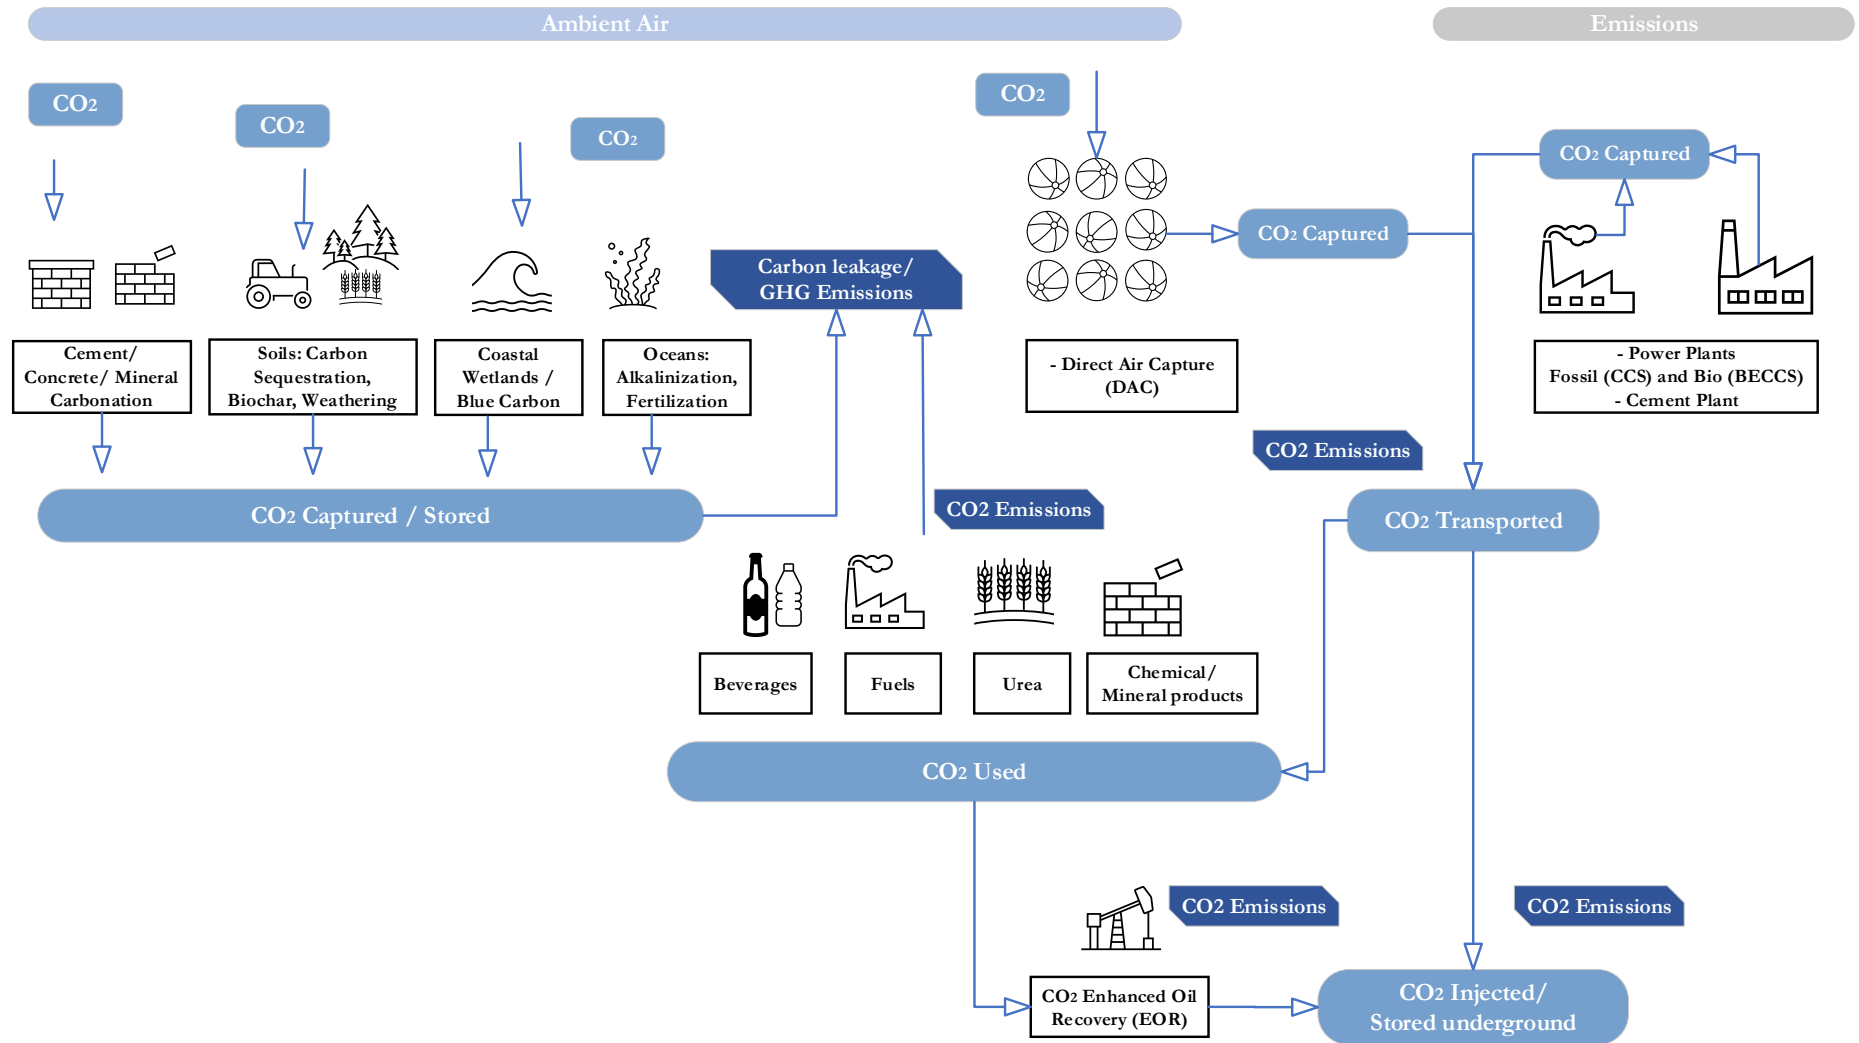 Ambient Air
Emissions
CO2
CO2
CO2
CO2
CO2 Captured
CO2 Captured
Carbon leakage/
GHG Emissions
Cement/
Concrete/ Mineral
Carbonation
Soils: Carbon
Sequestration,
Biochar, Weathering
Coastal
Wetlands /
Blue Carbon
Oceans:
Alkalinization,
Fertilization
- Direct Air Capture
(DAC)
- Power Plants
Fossil (CCS) and Bio (BECCS)
- Cement Plant
CO2 Emissions
CO2 Captured / Stored
CO2 Emissions
CO2 Transported
Beverages
Fuels
Urea
Chemical/
Mineral products
CO2 Used
CO2 Emissions
CO2 Emissions
CO2 Enhanced Oil
Recovery (EOR)
CO2 Injected/
Stored underground